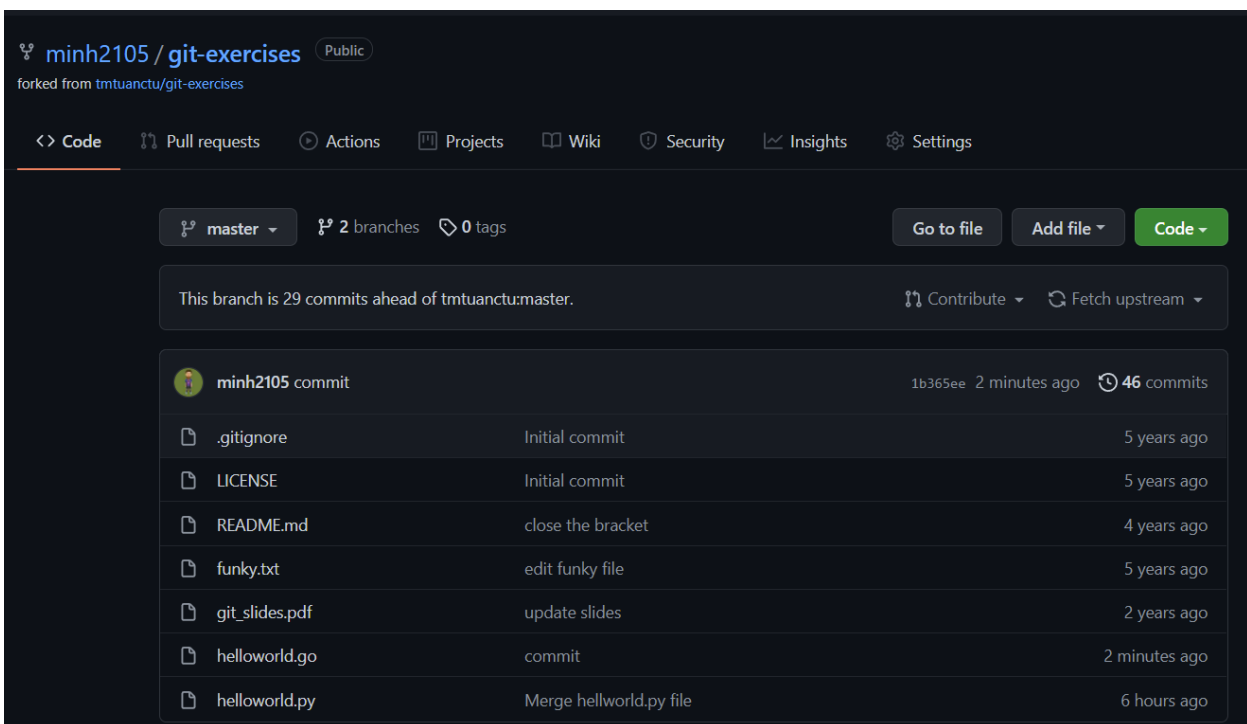 minh2105 / git-exercises Public
forked from tmtuanctu/git-exercises
<> Code Pull requests Actions Projects Wiki Security Insights Settings
master 2 branches 0 tags Go to file Add file Code
This branch is 29 commits ahead of tmtuanctu:master. Contribute Fetch upstream
minh2105 commit 1b365ee 2 minutes ago 46 commits
.gitignore Initial commit 5 years ago
LICENSE Initial commit 5 years ago
README.md close the bracket 4 years ago
funky.txt edit funky file 5 years ago
git_slides.pdf update slides 2 years ago
helloworld.go commit 2 minutes ago
helloworld.py Merge hellworld.py file 6 hours ago